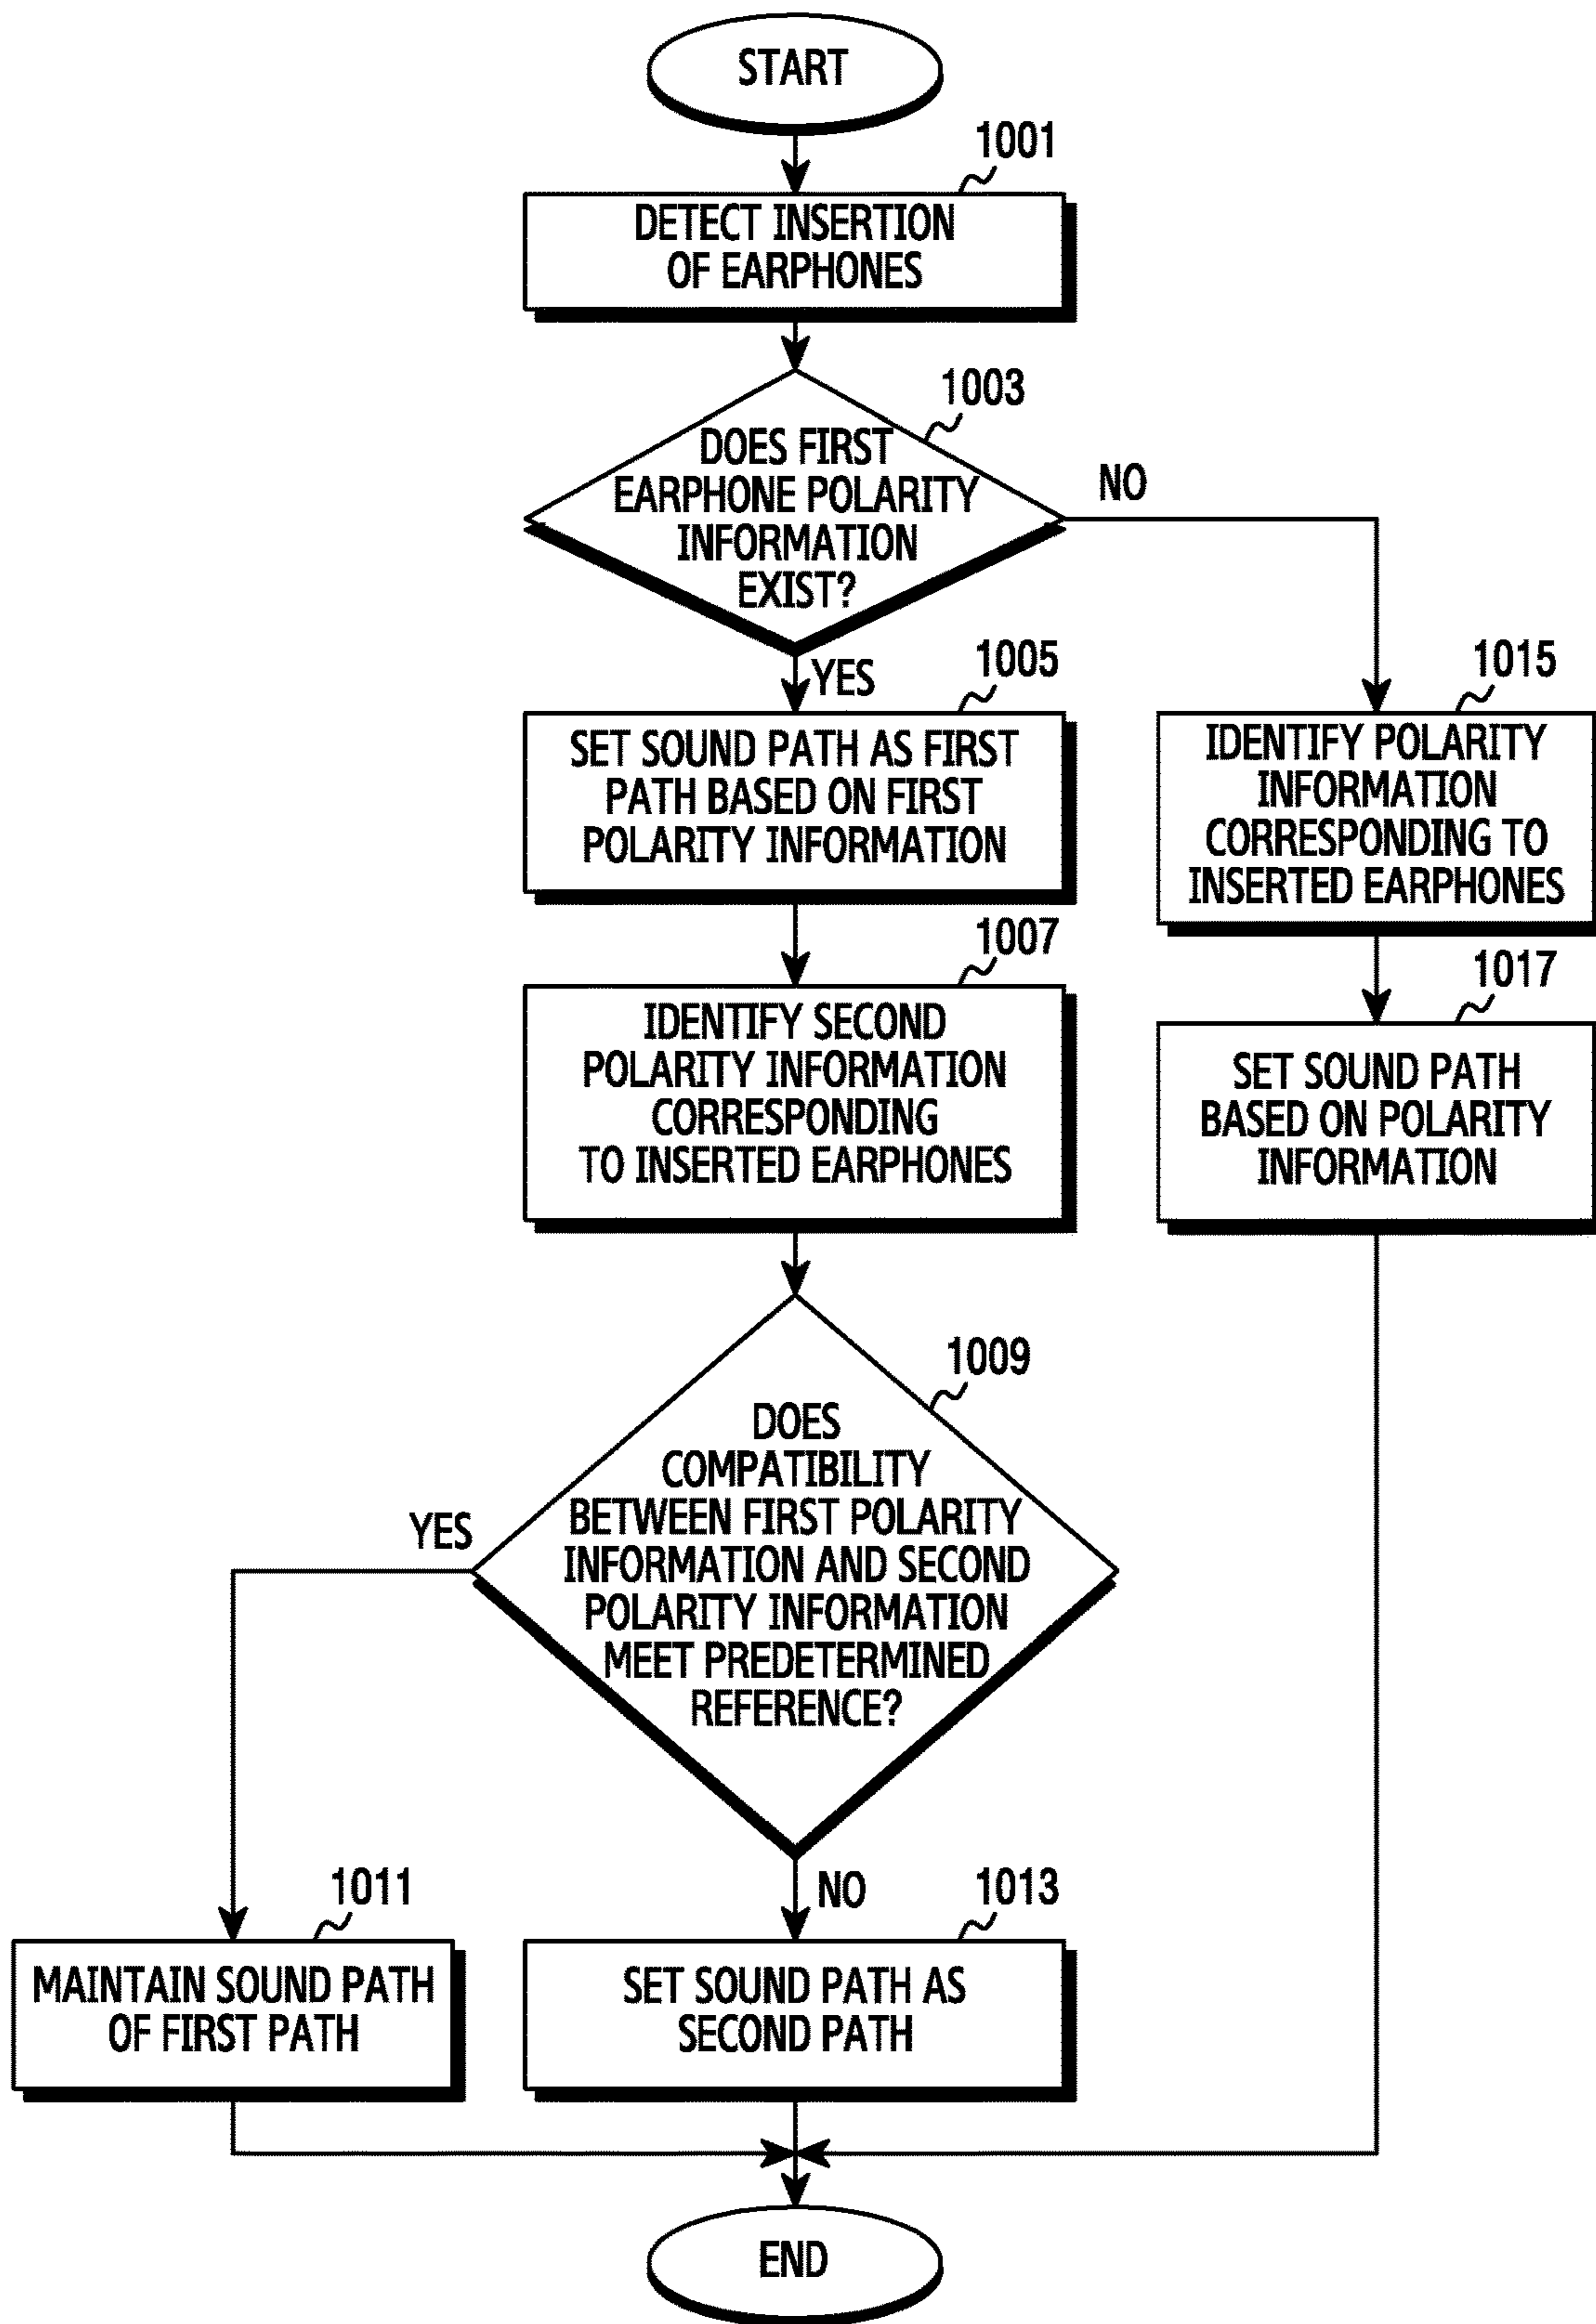 START
1001
DETECT INSERTION
OF EARPHONES
1003
DOES FIRST
EARPHONE POLARITY
INFORMATION
EXIST?
NO
YES
1005
SET SOUND PATH AS FIRST
PATH BASED ON FIRST
POLARITY INFORMATION
1015
IDENTIFY POLARITY
INFORMATION
CORRESPONDING TO
INSERTED EARPHONES
1007
IDENTIFY SECOND
POLARITY INFORMATION
CORRESPONDING
TO INSERTED EARPHONES
1017
SET SOUND PATH
BASED ON POLARITY
INFORMATION
1009
DOES
COMPATIBILITY
BETWEEN FIRST POLARITY
INFORMATION AND SECOND
POLARITY INFORMATION
MEET PREDETERMINED
REFERENCE?
YES
NO
1011
MAINTAIN SOUND PATH
OF FIRST PATH
1013
SET SOUND PATH AS
SECOND PATH
END